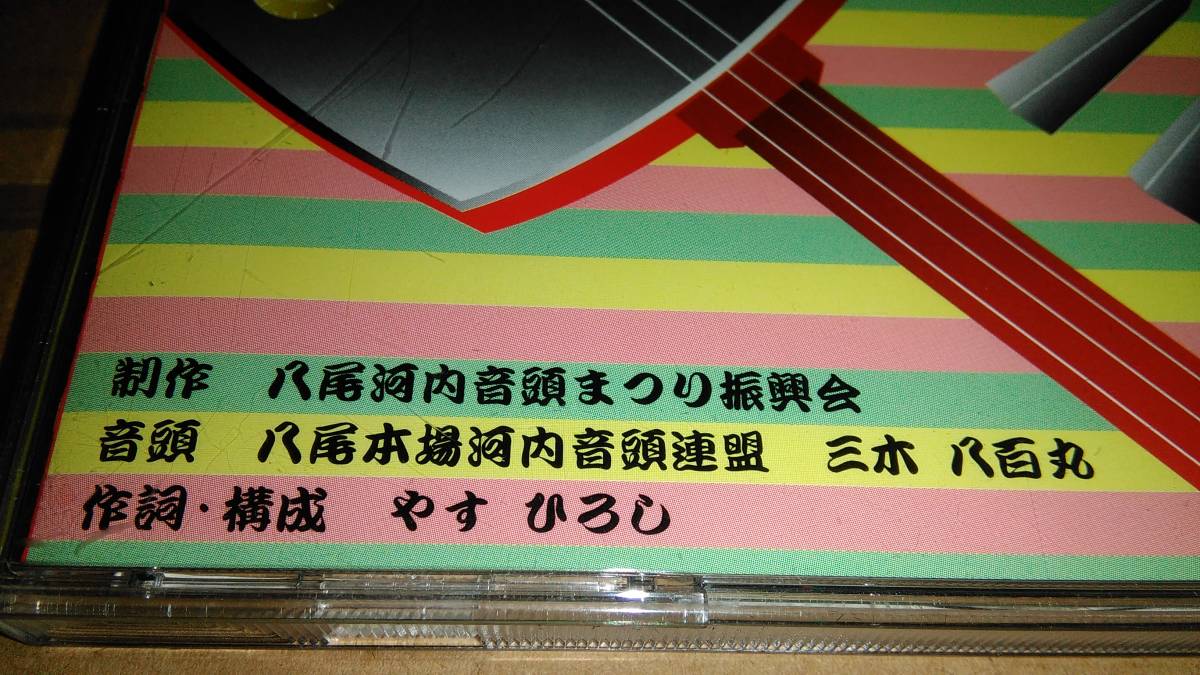 制作　八尾河内音頭まつり振興会
音頭　八尾本場河内音頭連盟　三木 八百丸
作詞・構成　やす ひろし